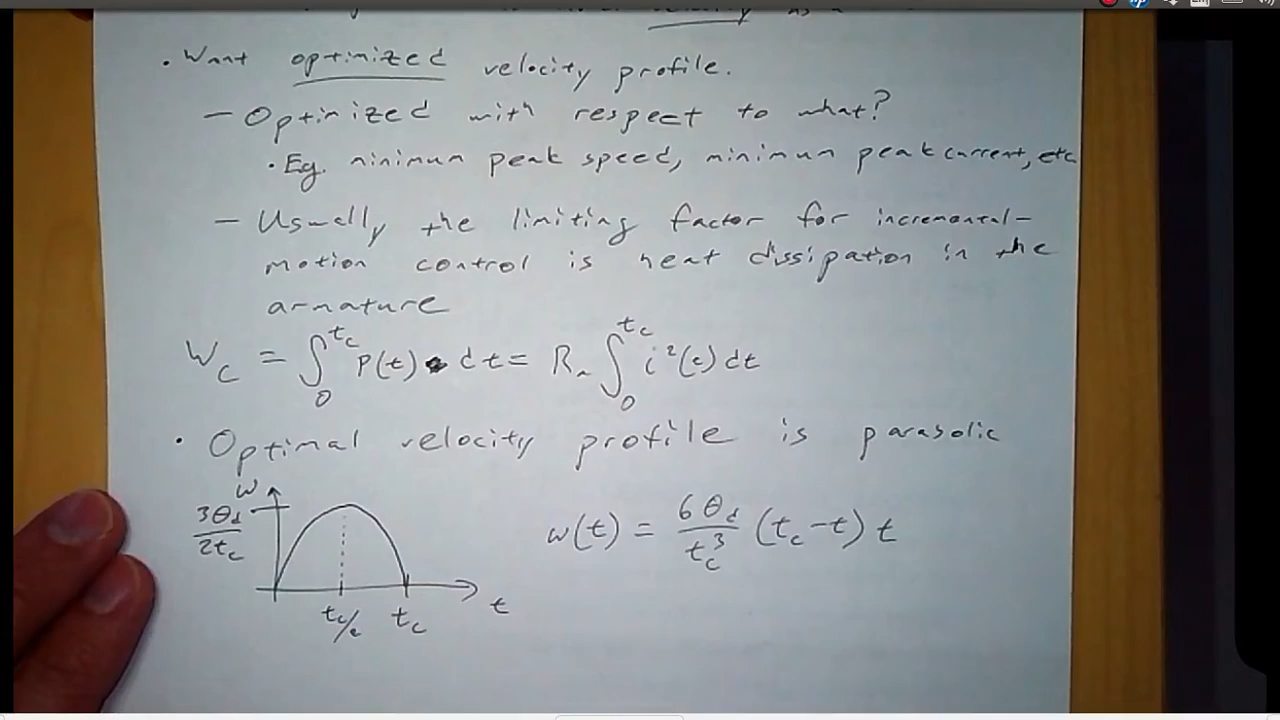 velocity as a
• Want optimized velocity profile.
– Optimized with respect to what?
• Eg. minimum peak speed, minimum peak current, etc
– Usually the limiting factor for incremental-
motion control is heat dissipation in the
armature
W_c = ∫_0^{t_c} P(t) • dt = R_a ∫_0^{t_c} i²(t) dt
• Optimal velocity profile is parabolic
ω
3θ_d / 2t_c
t_c/2 t_c t
ω(t) = 6θ_d / t_c³ (t_c - t) t